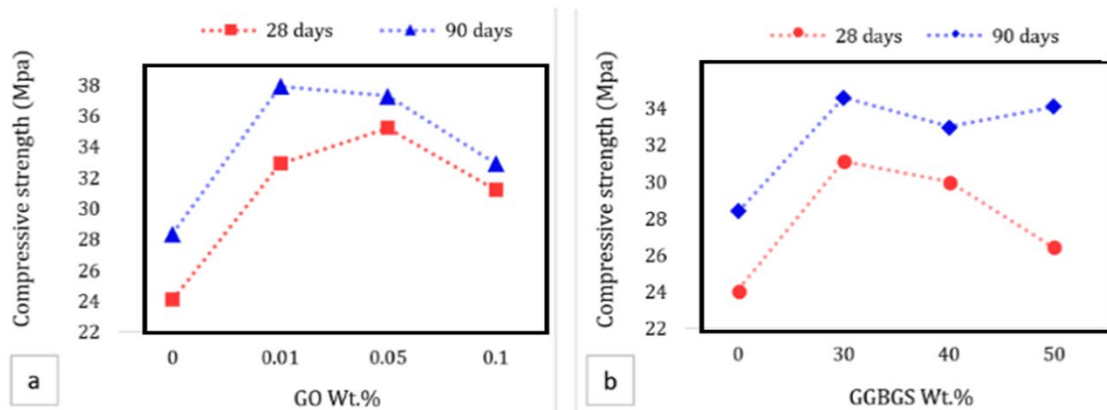 28 days 90 days
Compressive strength (Mpa)
38
36
34
32
30
28
26
24
22
0 0.01 0.05 0.1
GO Wt.%
a
28 days 90 days
Compressive strength (Mpa)
34
32
30
28
26
24
22
0 30 40 50
GGBGS Wt.%
b